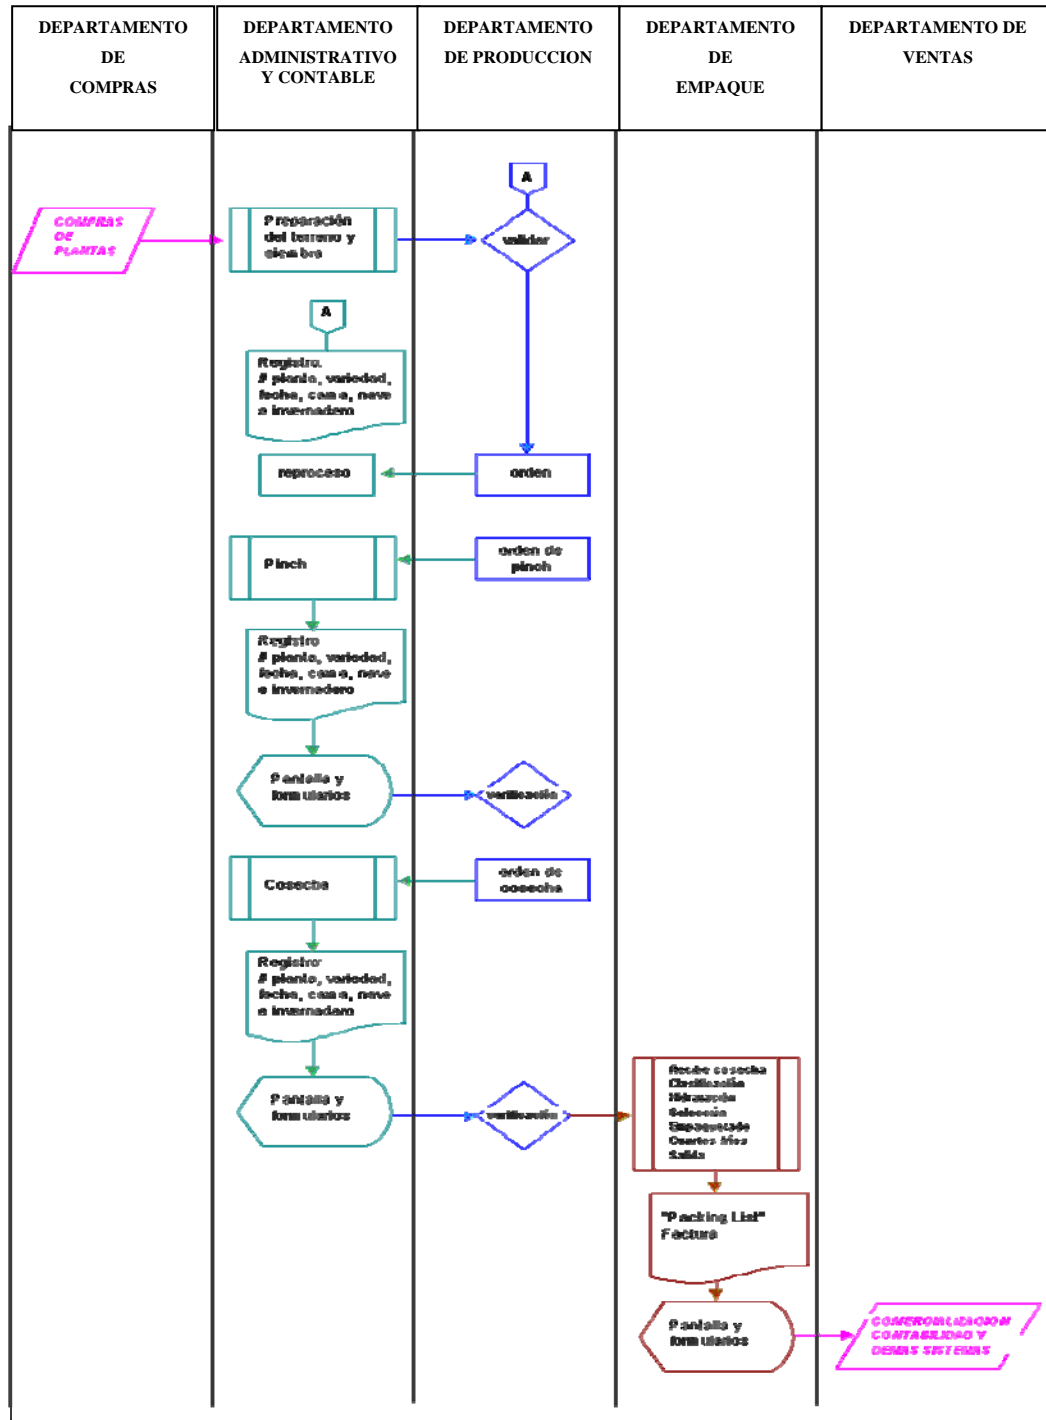 DEPARTAMENTO
DE
COMPRAS
DEPARTAMENTO
ADMINISTRATIVO
Y CONTABLE
DEPARTAMENTO
DE PRODUCCION
DEPARTAMENTO
DE
EMPAQUE
DEPARTAMENTO DE
VENTAS
A
COMPRAS
DE
PLANTAS
Preparación
del terreno y
siembra
validar
A
Registro
# planta, variedad,
fecha, cama, nave
e invernadero
reproceso
orden
Pinch
orden de
pinch
Registro
# planta, variedad,
fecha, cama, nave
e invernadero
Pantalla y
formularios
verificación
Cosecha
orden de
cosecha
Registro
# planta, variedad,
fecha, cama, nave
e invernadero
Pantalla y
formularios
verificación
Recibe cosecha
Clasificación
Hidratación
Selección
Empaquetado
Cuartos fríos
Salida
"Packing List"
Factura
Pantalla y
formularios
COMERCIALIZACION
CONTABILIDAD Y
DEMAS SISTEMAS